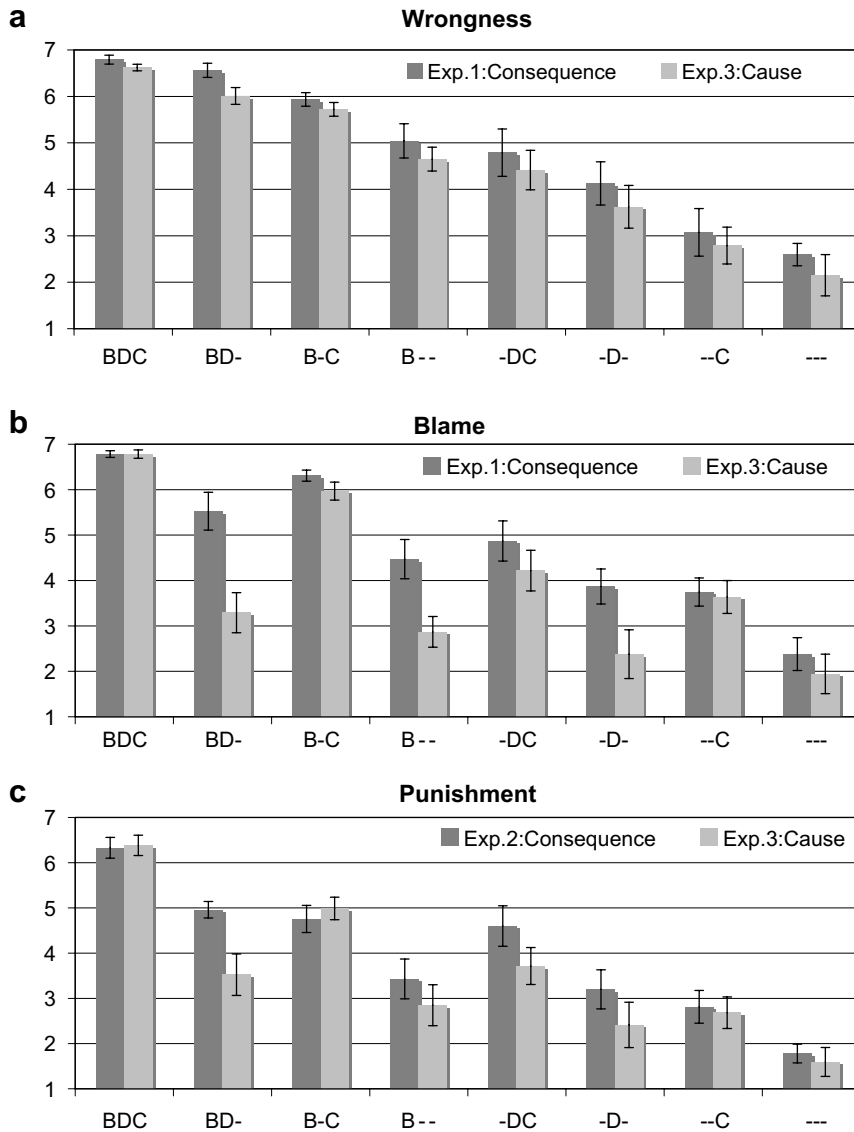 a
Wrongness
7
Exp.1:Consequence Exp.3:Cause
6
5
4
3
2
1
BDC BD- B-C B-- -DC -D- --C ---
b
Blame
7
Exp.1:Consequence Exp.3:Cause
6
5
4
3
2
1
BDC BD- B-C B-- -DC -D- --C ---
c
Punishment
7
Exp.2:Consequence Exp.3:Cause
6
5
4
3
2
1
BDC BD- B-C B-- -DC -D- --C ---